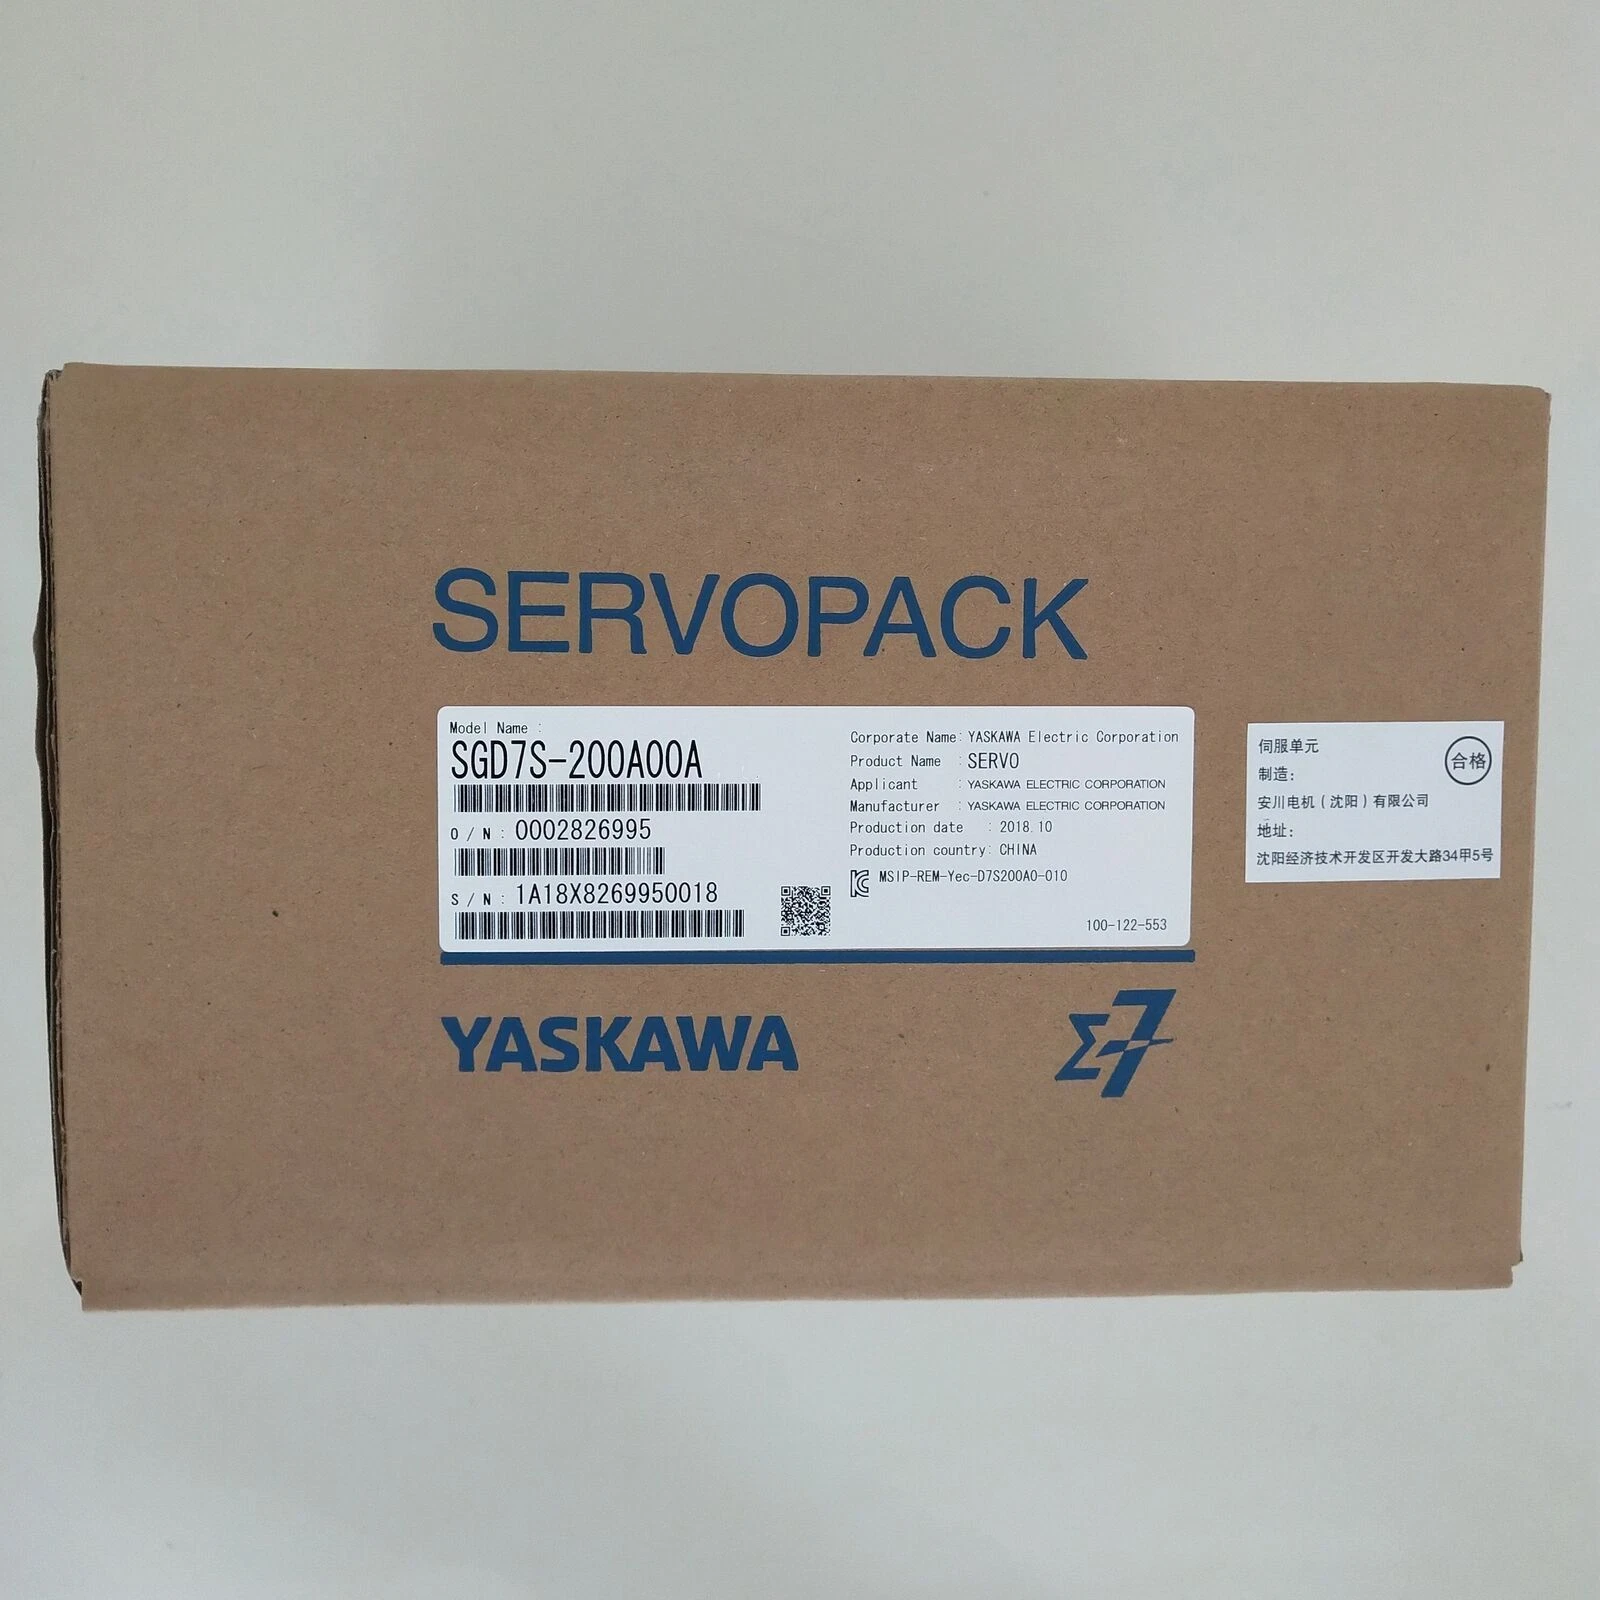 SERVOPACK
Model Name :
SGD7S-200A00A
O / N : 0002826995
S / N : 1A18X8269950018
Corporate Name: YASKAWA Electric Corporation
Product Name : SERVO
Applicant : YASKAWA ELECTRIC CORPORATION
Manufacturer : YASKAWA ELECTRIC CORPORATION
Production date : 2018.10
Production country: CHINA
MSIP-REM-Yec-D7S200A0-010
100-122-553
伺服单元
合格
制造：
安川电机（沈阳）有限公司
地址：
沈阳经济技术开发区开发大路34甲5号
YASKAWA
Σ-7